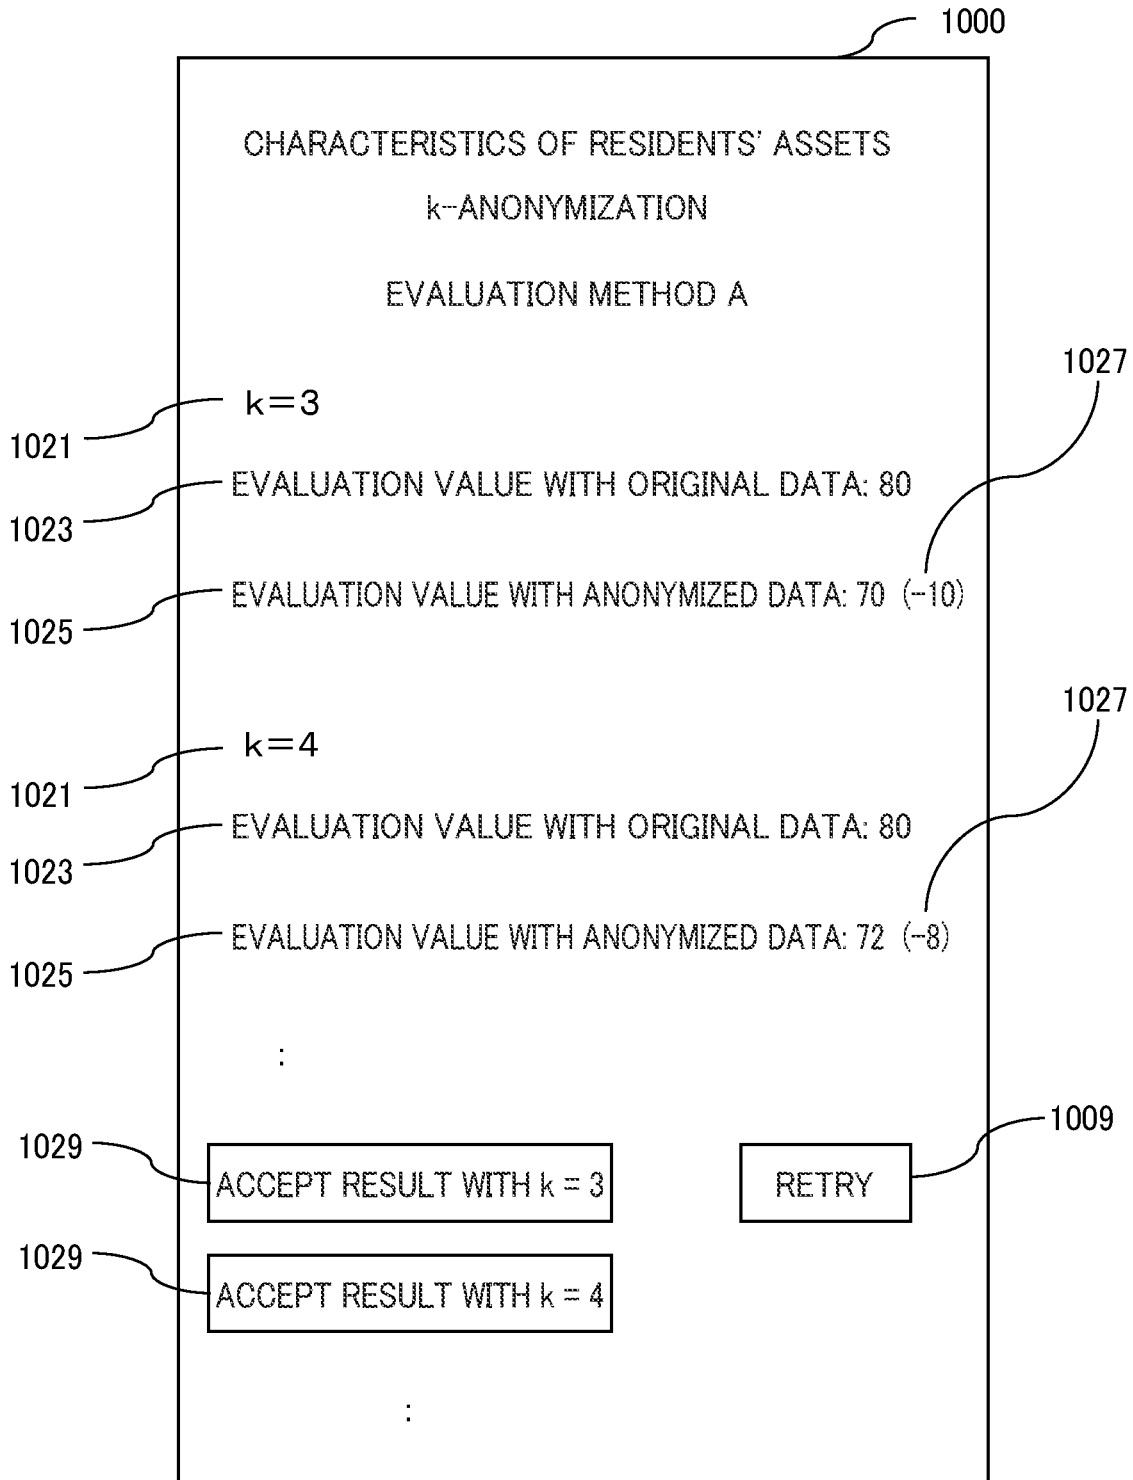 1000
CHARACTERISTICS OF RESIDENTS' ASSETS
k-ANONYMIZATION
EVALUATION METHOD A
1027
k=3
1021
EVALUATION VALUE WITH ORIGINAL DATA: 80
1023
EVALUATION VALUE WITH ANONYMIZED DATA: 70 (-10)
1025
1027
k=4
1021
EVALUATION VALUE WITH ORIGINAL DATA: 80
1023
EVALUATION VALUE WITH ANONYMIZED DATA: 72 (-8)
1025
:
1029
1009
ACCEPT RESULT WITH k = 3
RETRY
1029
ACCEPT RESULT WITH k = 4
: